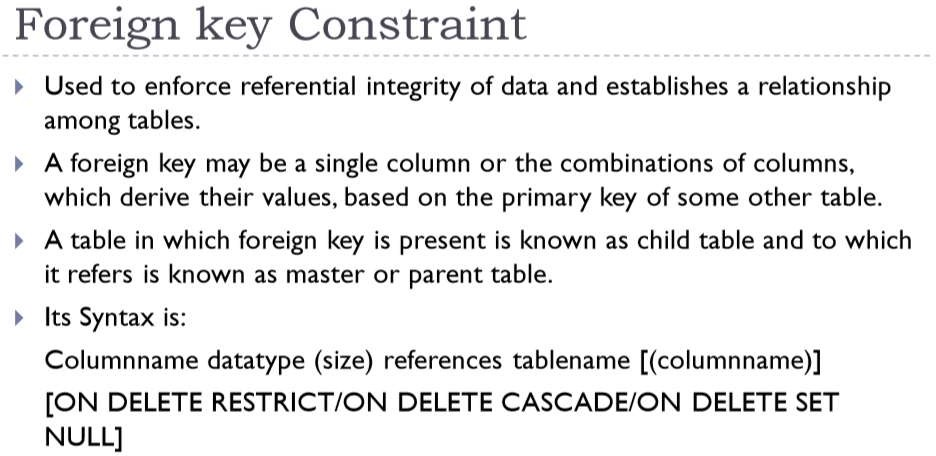 Foreign key Constraint
Used to enforce referential integrity of data and establishes a relationship
among tables.
A foreign key may be a single column or the combinations of columns,
which derive their values, based on the primary key of some other table.
A table in which foreign key is present is known as child table and to which
it refers is known as master or parent table.
Its Syntax is:
Columnname datatype (size) references tablename [(columnname)]
[ON DELETE RESTRICT/ON DELETE CASCADE/ON DELETE SET
NULL]